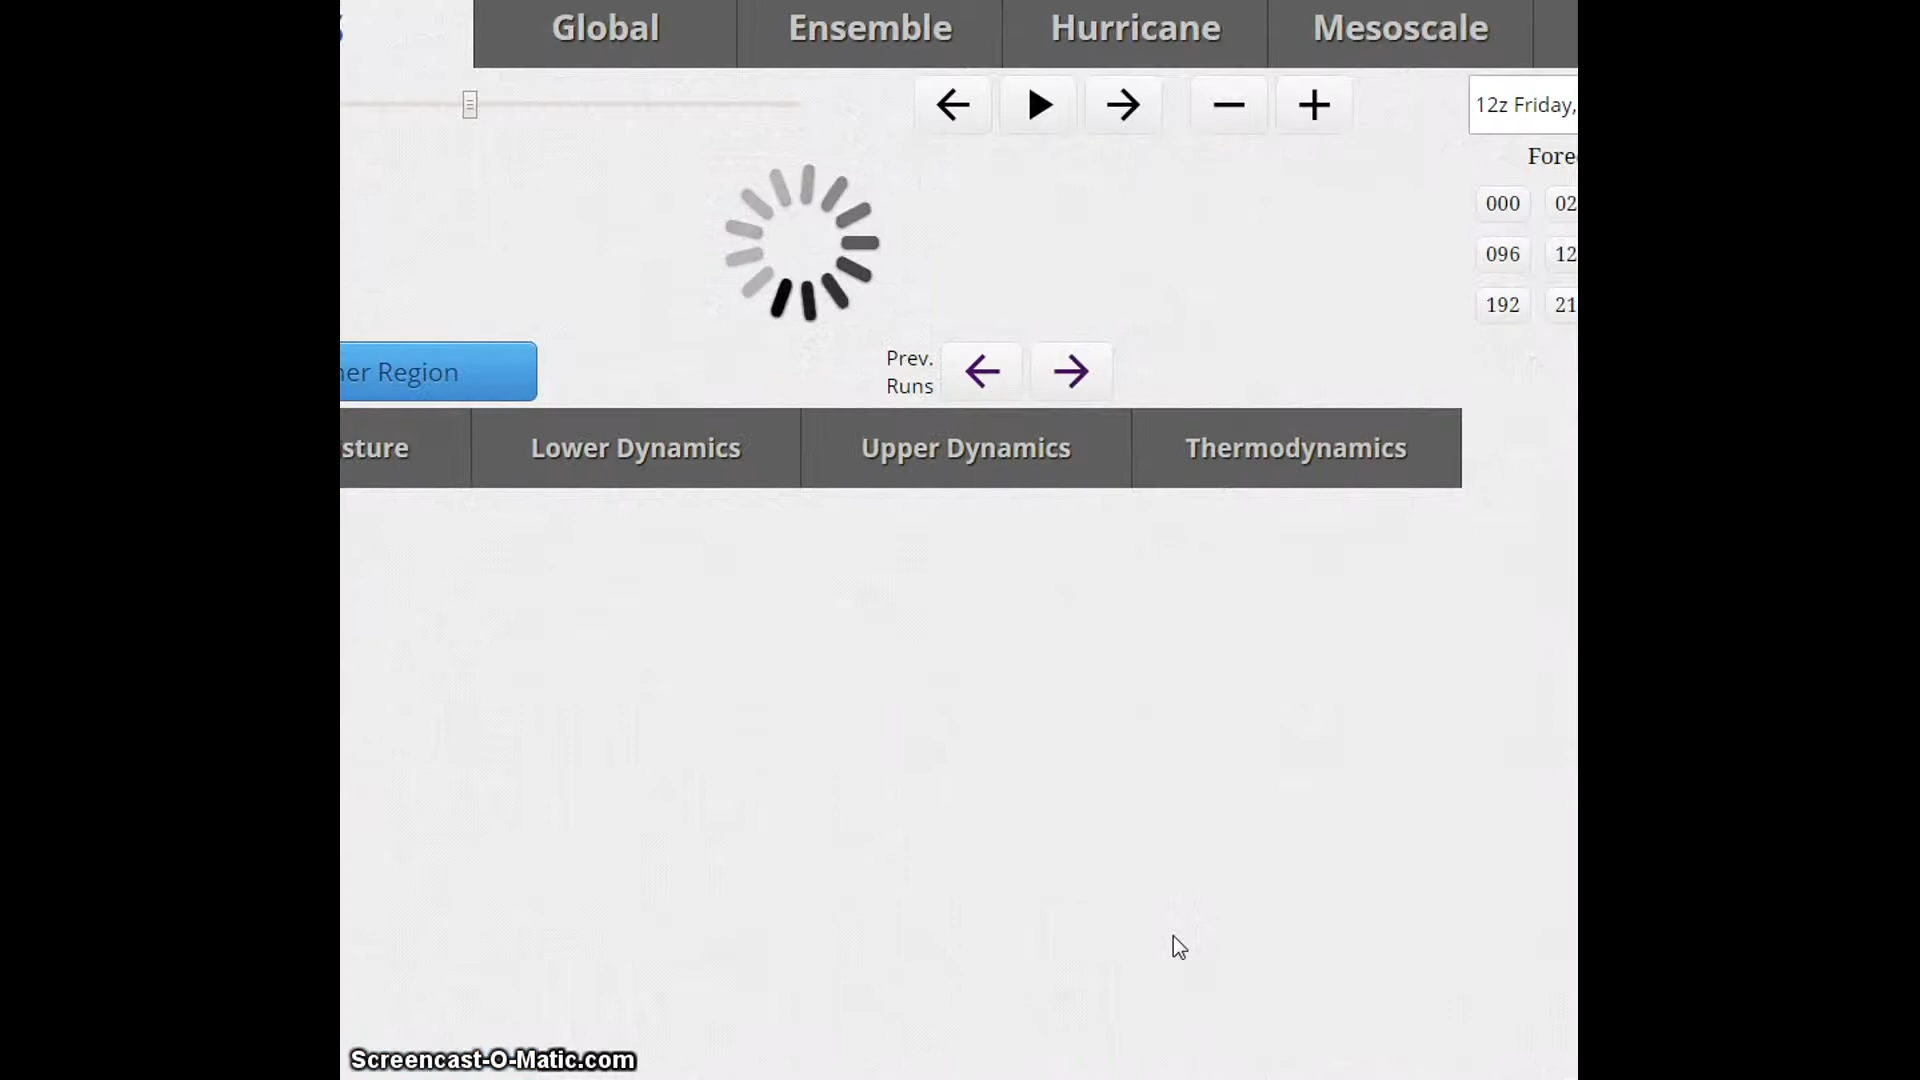 Global Ensemble Hurricane Mesoscale
12z Friday,
Fore
000 02
096 12
192 21
ner Region
Prev.
Runs
sture Lower Dynamics Upper Dynamics Thermodynamics
Screencast-O-Matic.com